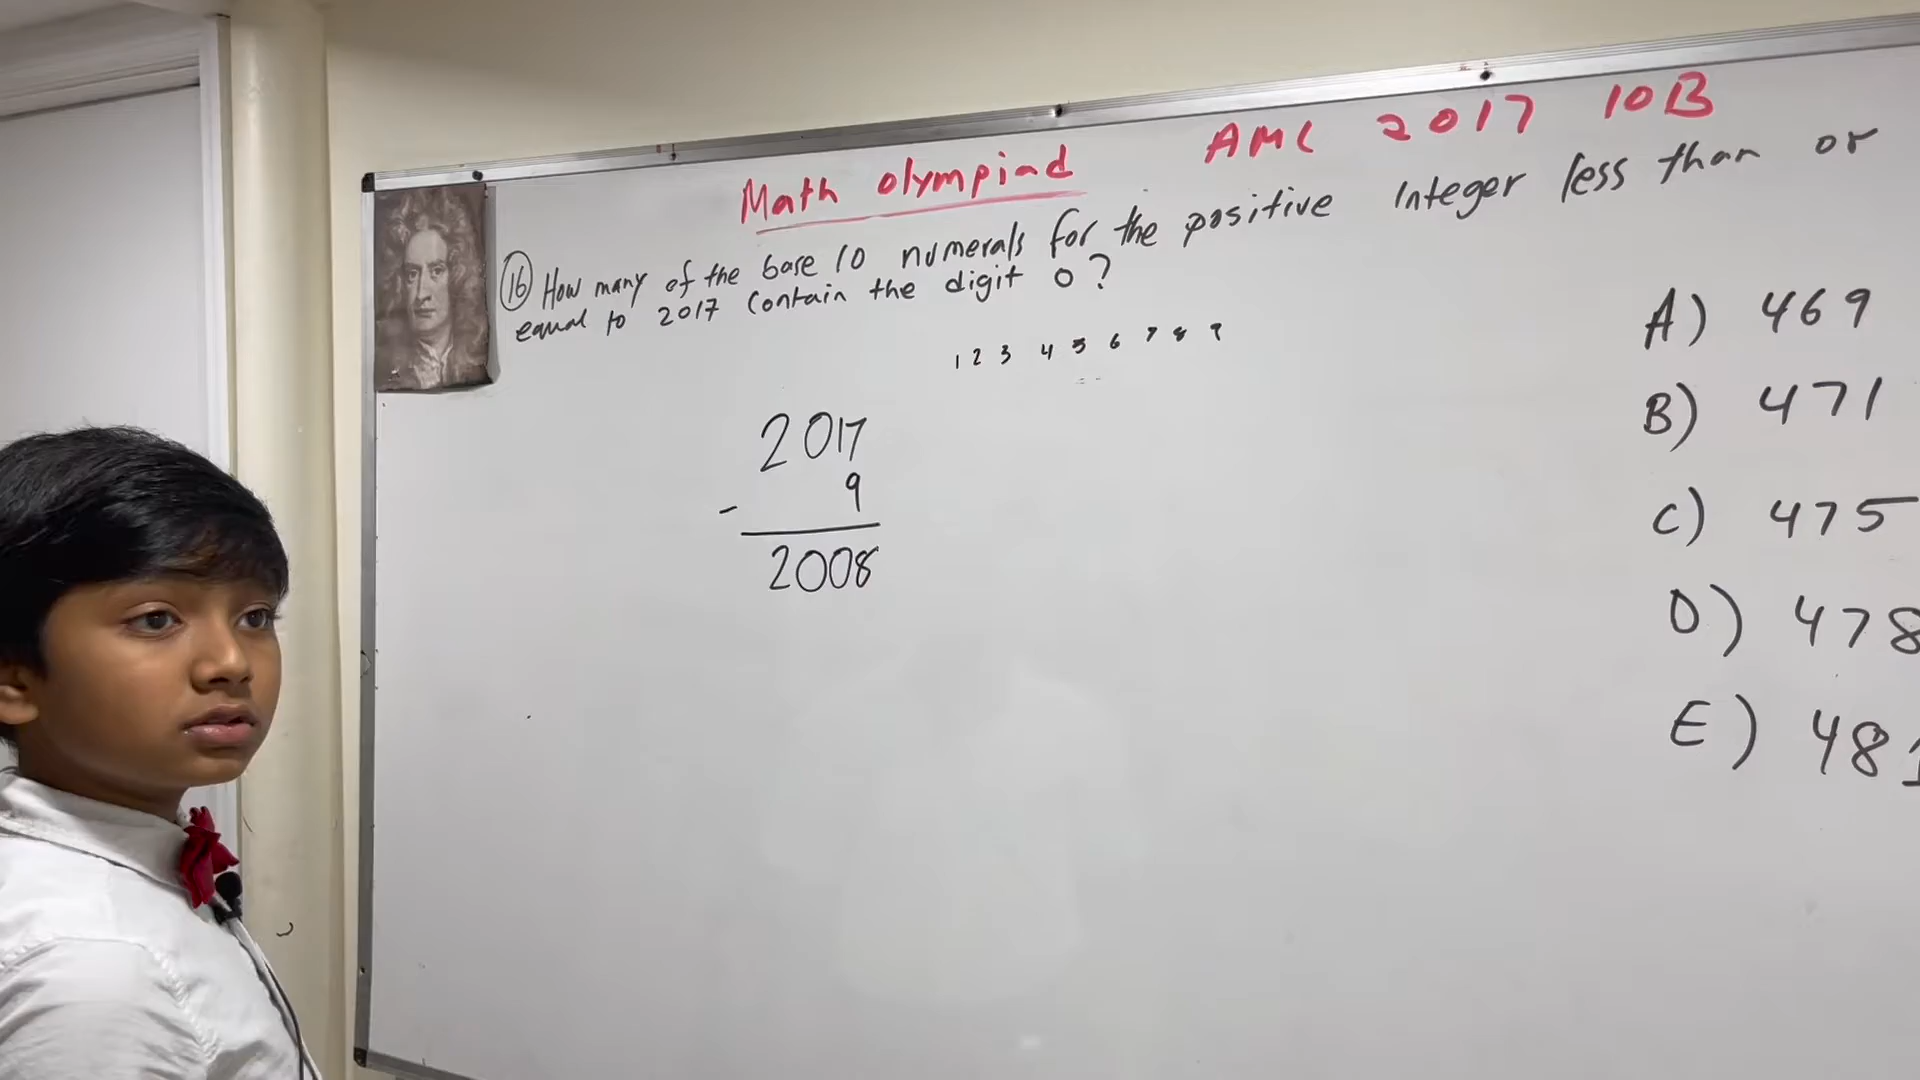 Math Olympiad AMC 2017 10B
16 How many of the base 10 numerals for the positive integer less than or
equal to 2017 contain the digit 0?
1 2 3 4 5 6 7 8 9
2017
- 9
2008
A) 469
B) 471
C) 475
D) 478
E) 481